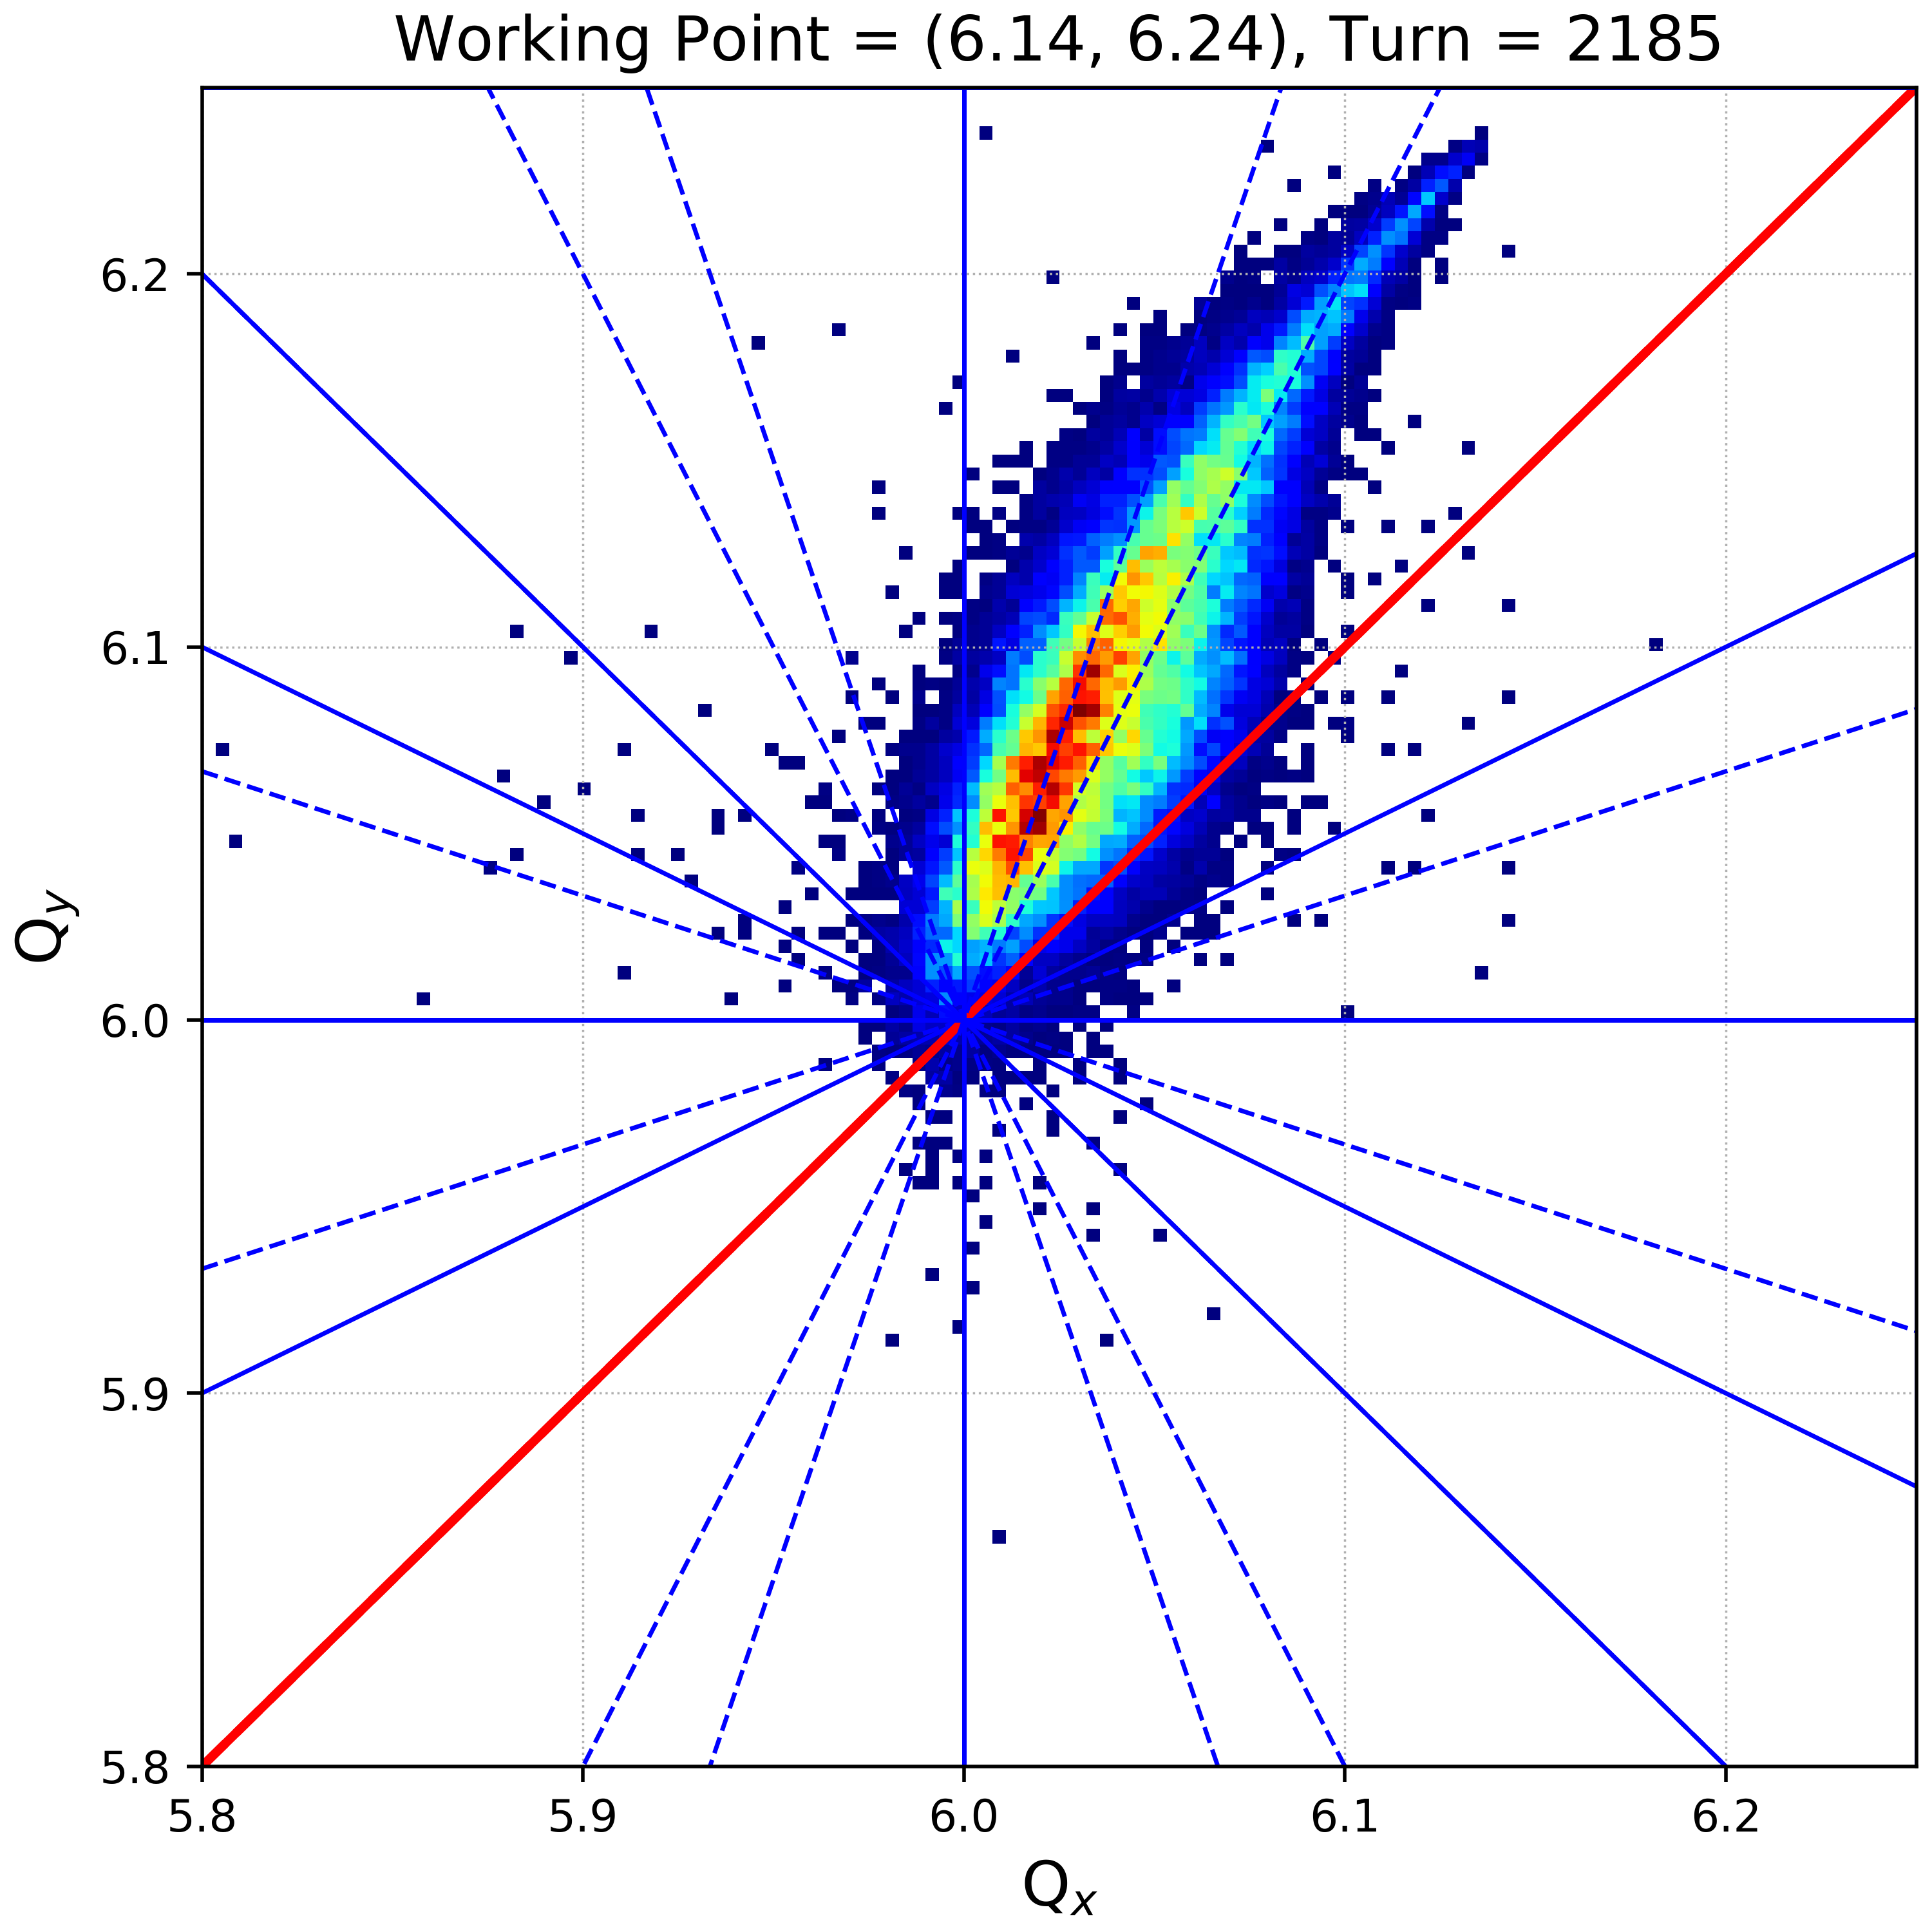 Working Point = (6.14, 6.24), Turn = 2185
6.2
6.1
6.0
5.9
5.8
Qy
5.8 5.9 6.0 6.1 6.2
Qx